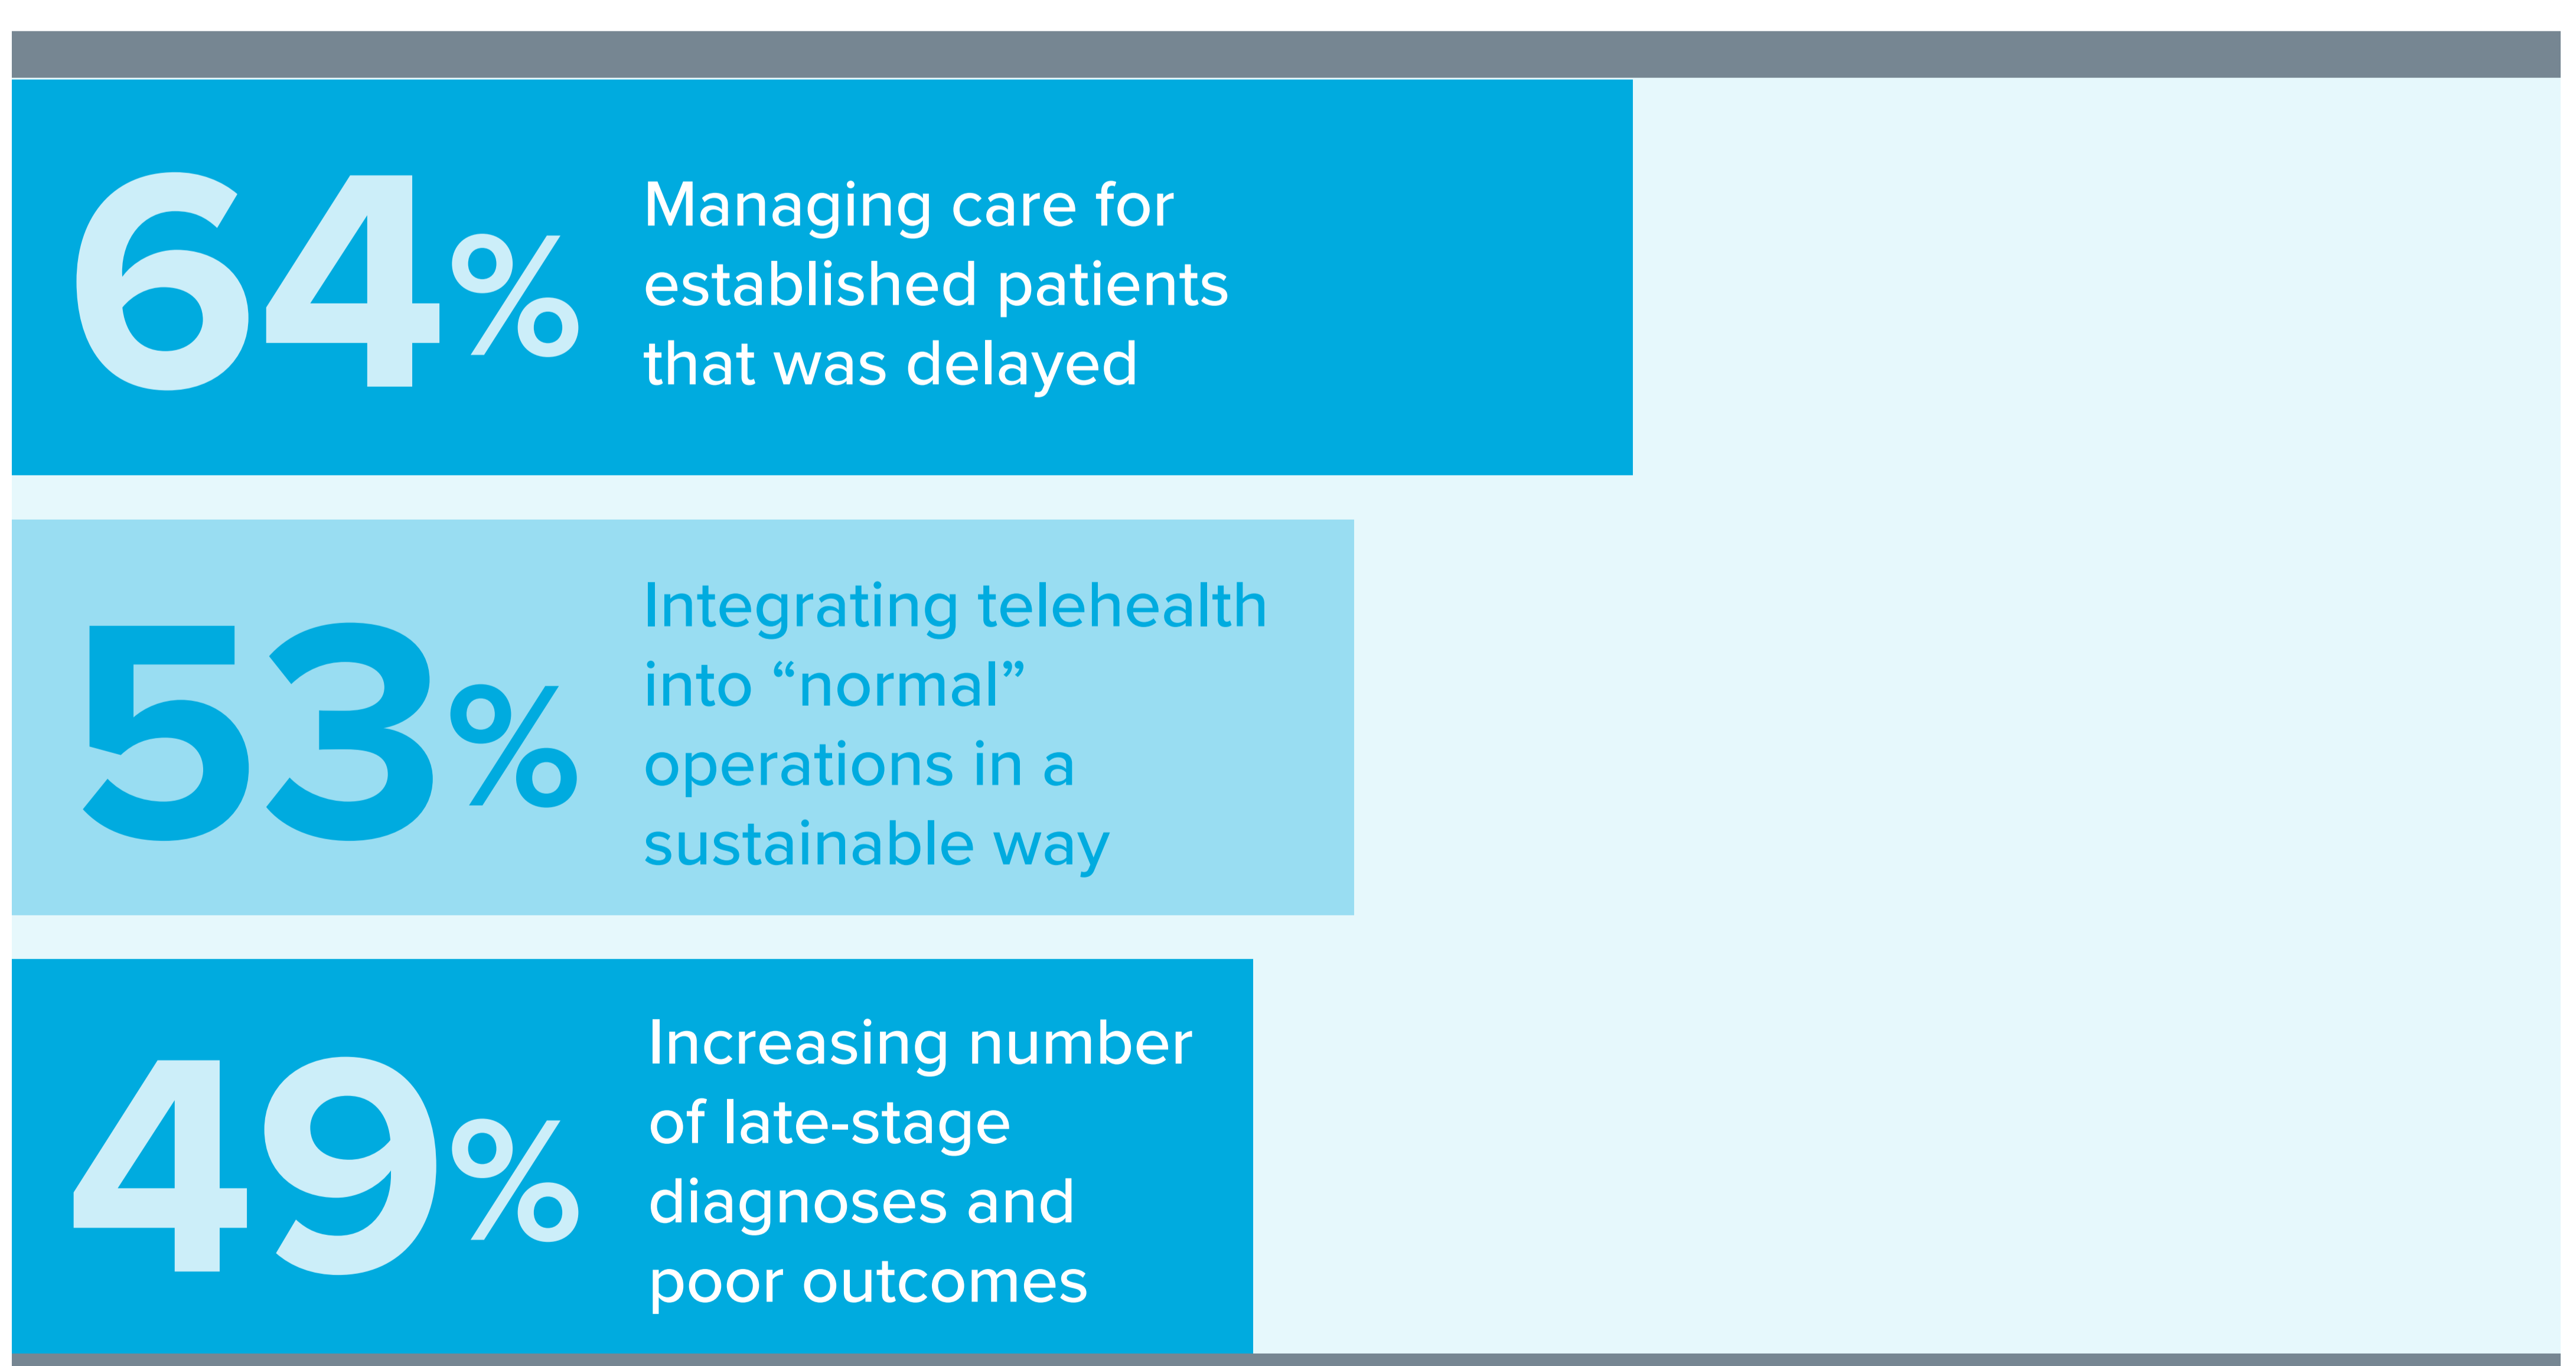 64%
Managing care for
established patients
that was delayed
53%
Integrating telehealth
into “normal”
operations in a
sustainable way
49%
Increasing number
of late-stage
diagnoses and
poor outcomes